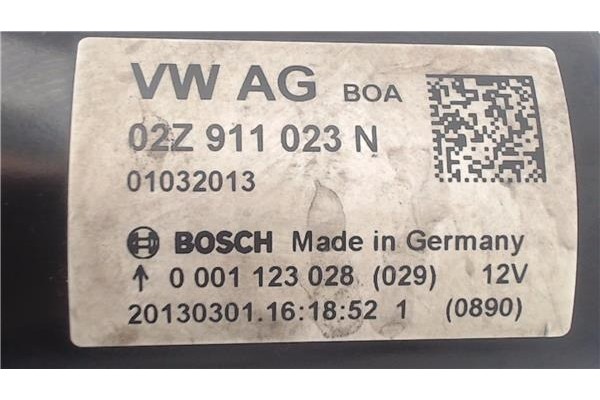 VW AG BOA
02Z 911 023 N
01032013
BOSCH Made in Germany
↑ 0 001 123 028 (029) 12V
20130301.16:18:52 1 (0890)